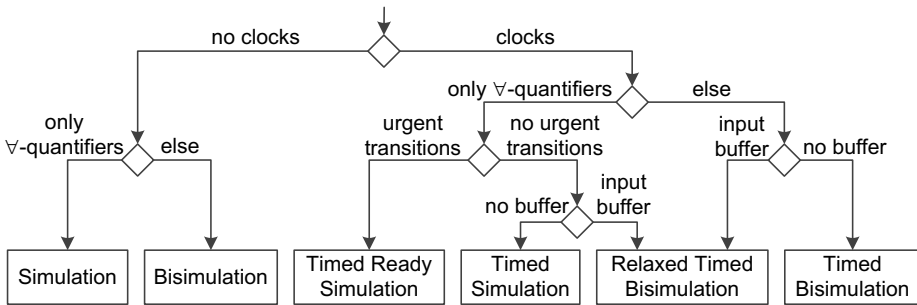 no clocks
clocks
only ∀-quantifiers
else
only
∀-quantifiers
else
urgent
transitions
no urgent
transitions
input
buffer
no buffer
no buffer
input
buffer
Simulation
Bisimulation
Timed Ready
Simulation
Timed
Simulation
Relaxed Timed
Bisimulation
Timed
Bisimulation